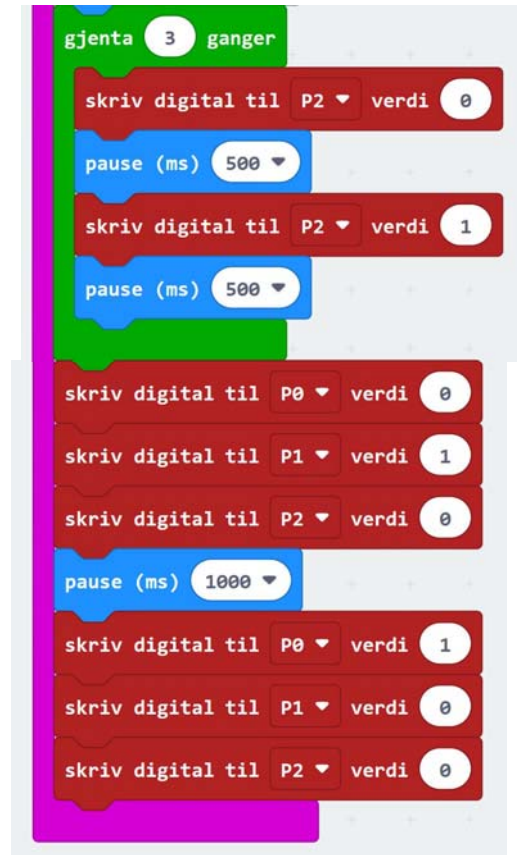 gjenta 3 ganger
skriv digital til P2 verdi 0
pause (ms) 500
skriv digital til P2 verdi 1
pause (ms) 500
skriv digital til P0 verdi 0
skriv digital til P1 verdi 1
skriv digital til P2 verdi 0
pause (ms) 1000
skriv digital til P0 verdi 1
skriv digital til P1 verdi 0
skriv digital til P2 verdi 0